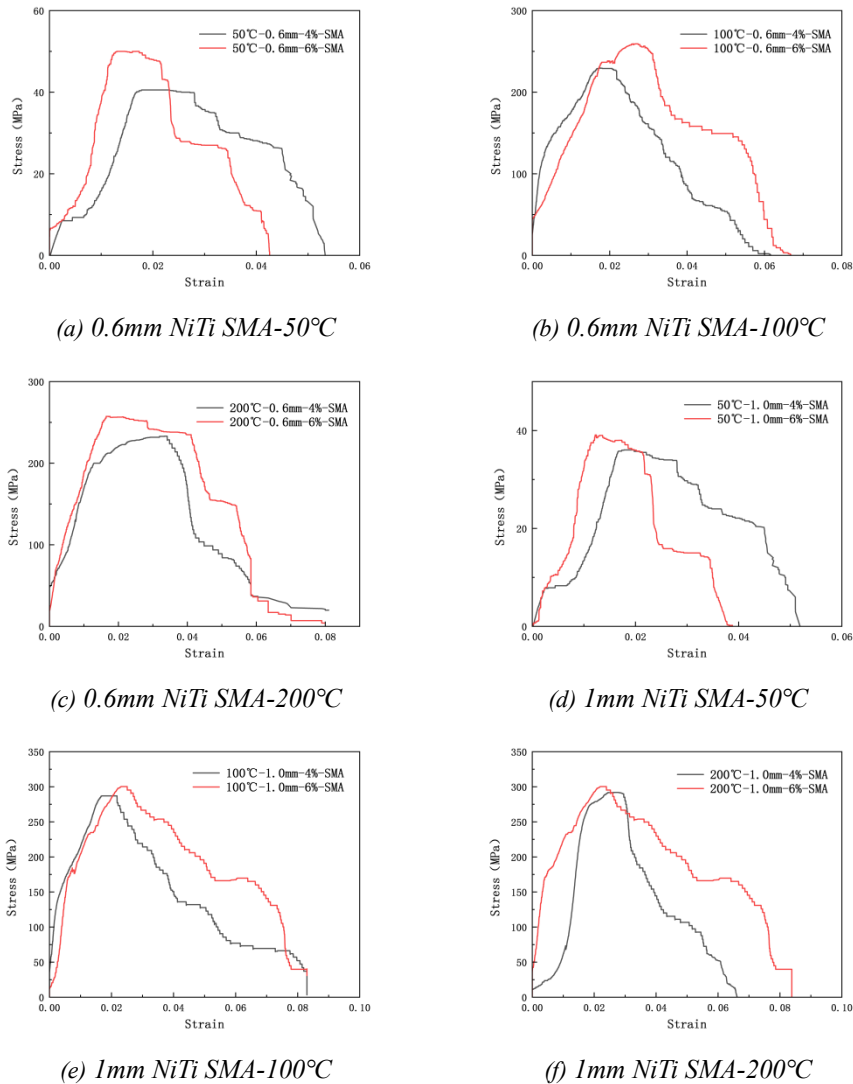 50℃-0.6mm-4%-SMA
50℃-0.6mm-6%-SMA
Stress (MPa)
60
40
20
0
0.00 0.02 0.04 0.06
Strain
(a) 0.6mm NiTi SMA-50°C
100℃-0.6mm-4%-SMA
100℃-0.6mm-6%-SMA
Stress (MPa)
300
200
100
0
0.00 0.02 0.04 0.06 0.08
Strain
(b) 0.6mm NiTi SMA-100°C
200℃-0.6mm-4%-SMA
200℃-0.6mm-6%-SMA
Stress (MPa)
300
200
100
0
0.00 0.02 0.04 0.06 0.08
Strain
(c) 0.6mm NiTi SMA-200°C
50℃-1.0mm-4%-SMA
50℃-1.0mm-6%-SMA
Stress (MPa)
40
20
0
0.00 0.02 0.04 0.06
Strain
(d) 1mm NiTi SMA-50°C
100℃-1.0mm-4%-SMA
100℃-1.0mm-6%-SMA
Stress (MPa)
350
300
250
200
150
100
50
0
0.00 0.02 0.04 0.06 0.08 0.10
Strain
(e) 1mm NiTi SMA-100°C
200℃-1.0mm-4%-SMA
200℃-1.0mm-6%-SMA
Stress (MPa)
350
300
250
200
150
100
50
0
0.00 0.02 0.04 0.06 0.08 0.10
Strain
(f) 1mm NiTi SMA-200°C